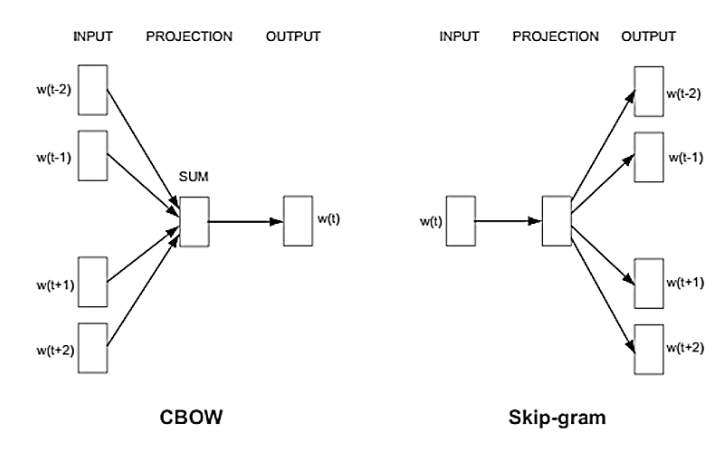 INPUT PROJECTION OUTPUT
w(t-2)
w(t-1)
SUM
w(t)
w(t+1)
w(t+2)
CBOW
INPUT PROJECTION OUTPUT
w(t-2)
w(t-1)
w(t)
w(t+1)
w(t+2)
Skip-gram